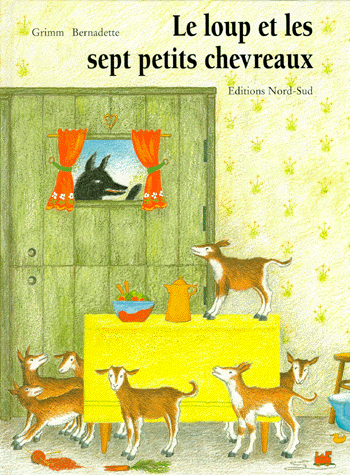 Le loup et les
sept petits chevreaux
Grimm Bernadette
Editions Nord-Sud